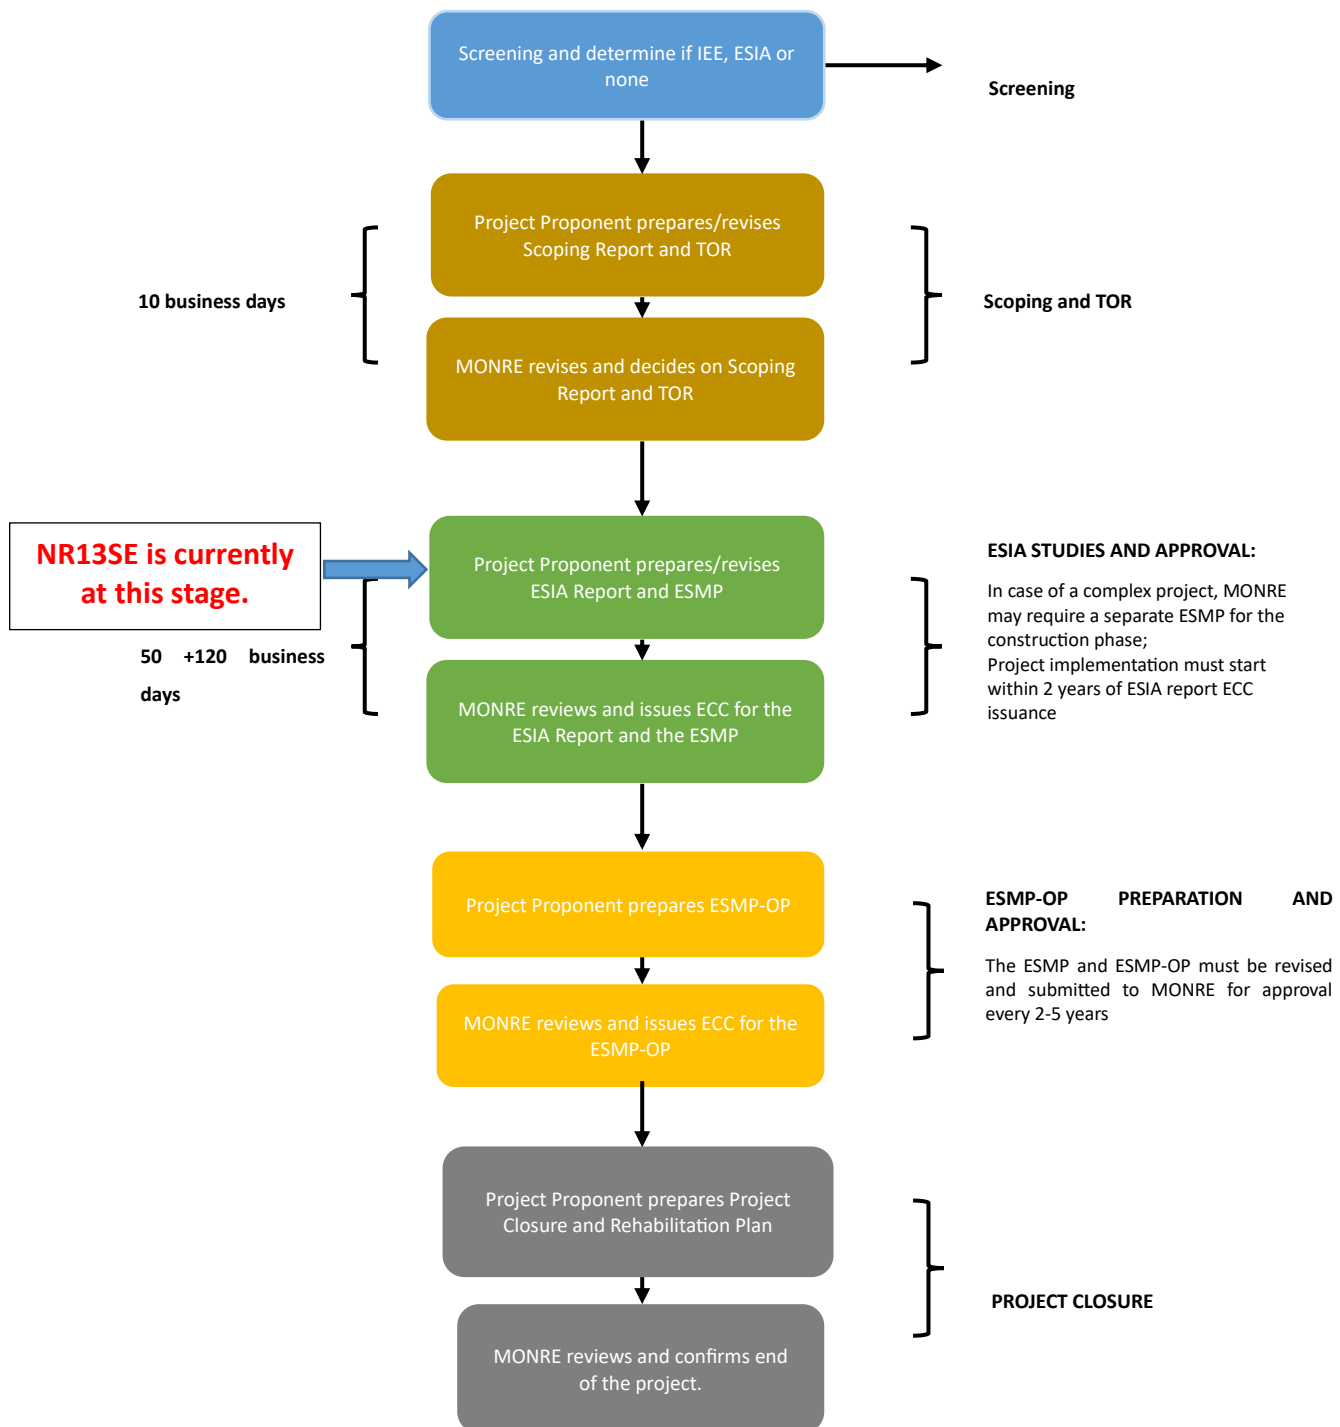 Screening and determine if IEE, ESIA or
none
Screening
Project Proponent prepares/revises
Scoping Report and TOR
10 business days
Scoping and TOR
MONRE revises and decides on Scoping
Report and TOR
NR13SE is currently
at this stage.
Project Proponent prepares/revises
ESIA Report and ESMP
50 +120 business
days
ESIA STUDIES AND APPROVAL:
In case of a complex project, MONRE
may require a separate ESMP for the
construction phase;
Project implementation must start
within 2 years of ESIA report ECC
issuance
MONRE reviews and issues ECC for the
ESIA Report and the ESMP
Project Proponent prepares ESMP-OP
ESMP-OP PREPARATION AND
APPROVAL:
The ESMP and ESMP-OP must be revised
and submitted to MONRE for approval
every 2-5 years
MONRE reviews and issues ECC for the
ESMP-OP
Project Proponent prepares Project
Closure and Rehabilitation Plan
PROJECT CLOSURE
MONRE reviews and confirms end
of the project.